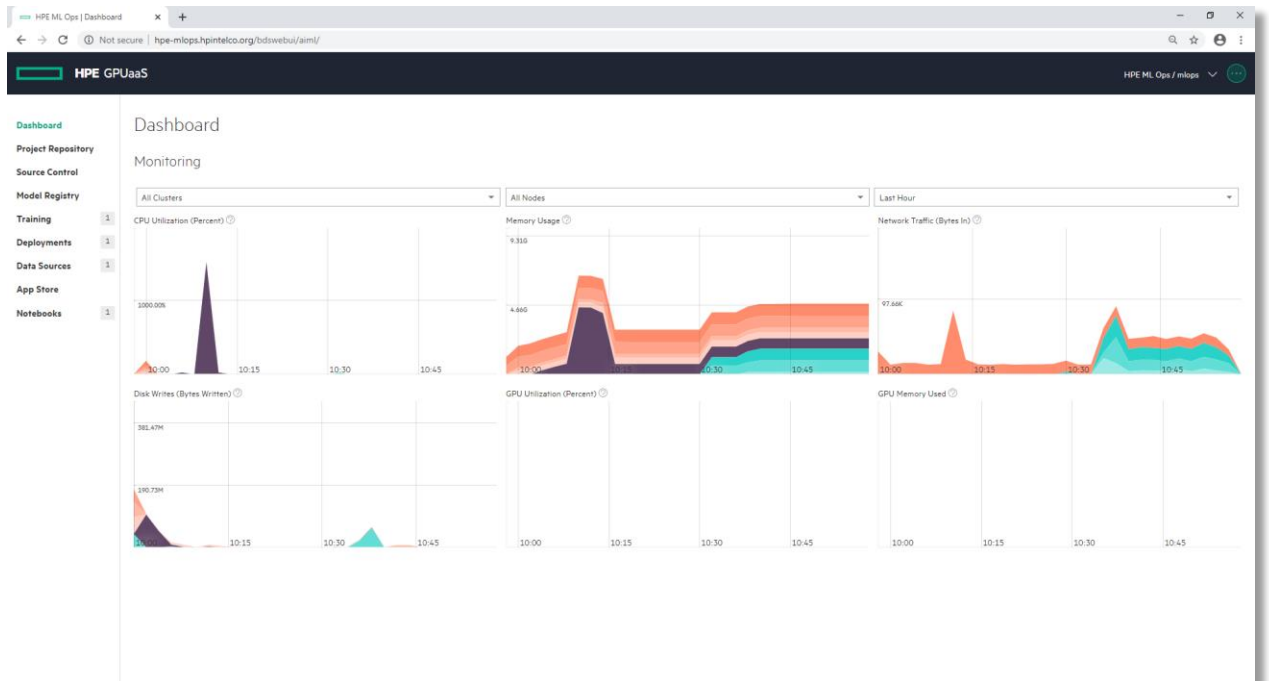 HPE ML Ops | Dashboard
Not secure | hpe-mlops.hpintelco.org/bdswebui/aiml/
HPE GPUaaS
HPE ML Ops / mlops
Dashboard
Project Repository
Source Control
Model Registry
Training 1
Deployments 1
Data Sources 1
App Store
Notebooks 1
Dashboard
Monitoring
All Clusters
All Nodes
Last Hour
CPU Utilization (Percent)
1000.00%
10:00 10:15 10:30 10:45
Memory Usage
9.31G
4.66G
10:00 10:15 10:30 10:45
Network Traffic (Bytes In)
97.66K
10:00 10:15 10:30 10:45
Disk Writes (Bytes Written)
381.47M
190.73M
10:00 10:15 10:30 10:45
GPU Utilization (Percent)
10:00 10:15 10:30 10:45
GPU Memory Used
10:00 10:15 10:30 10:45